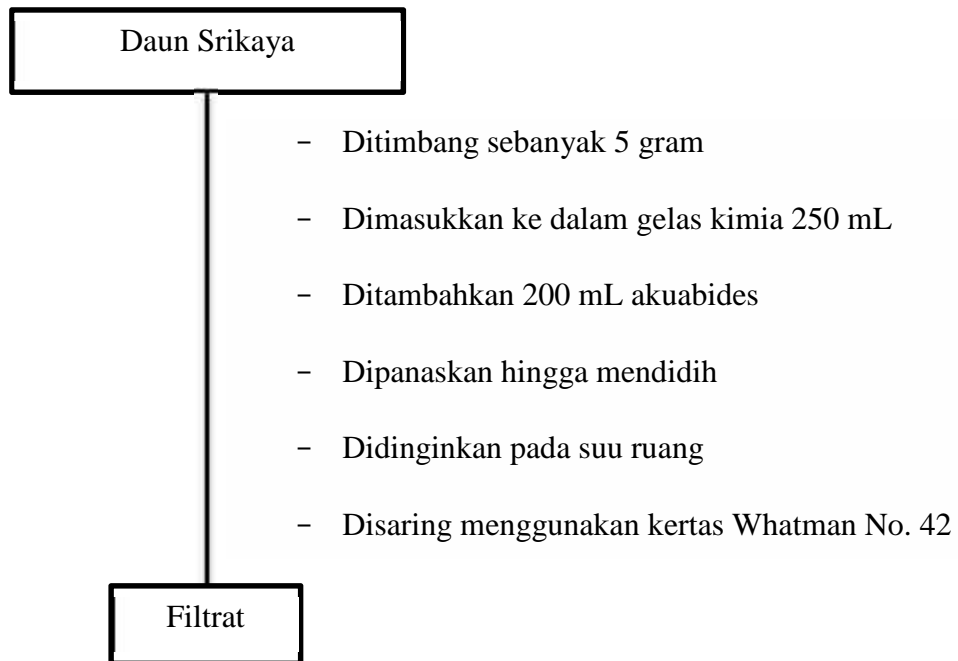 Daun Srikaya
- Ditimbang sebanyak 5 gram
- Dimasukkan ke dalam gelas kimia 250 mL
- Ditambahkan 200 mL akuabides
- Dipanaskan hingga mendidih
- Didinginkan pada suu ruang
- Disaring menggunakan kertas Whatman No. 42
Filtrat